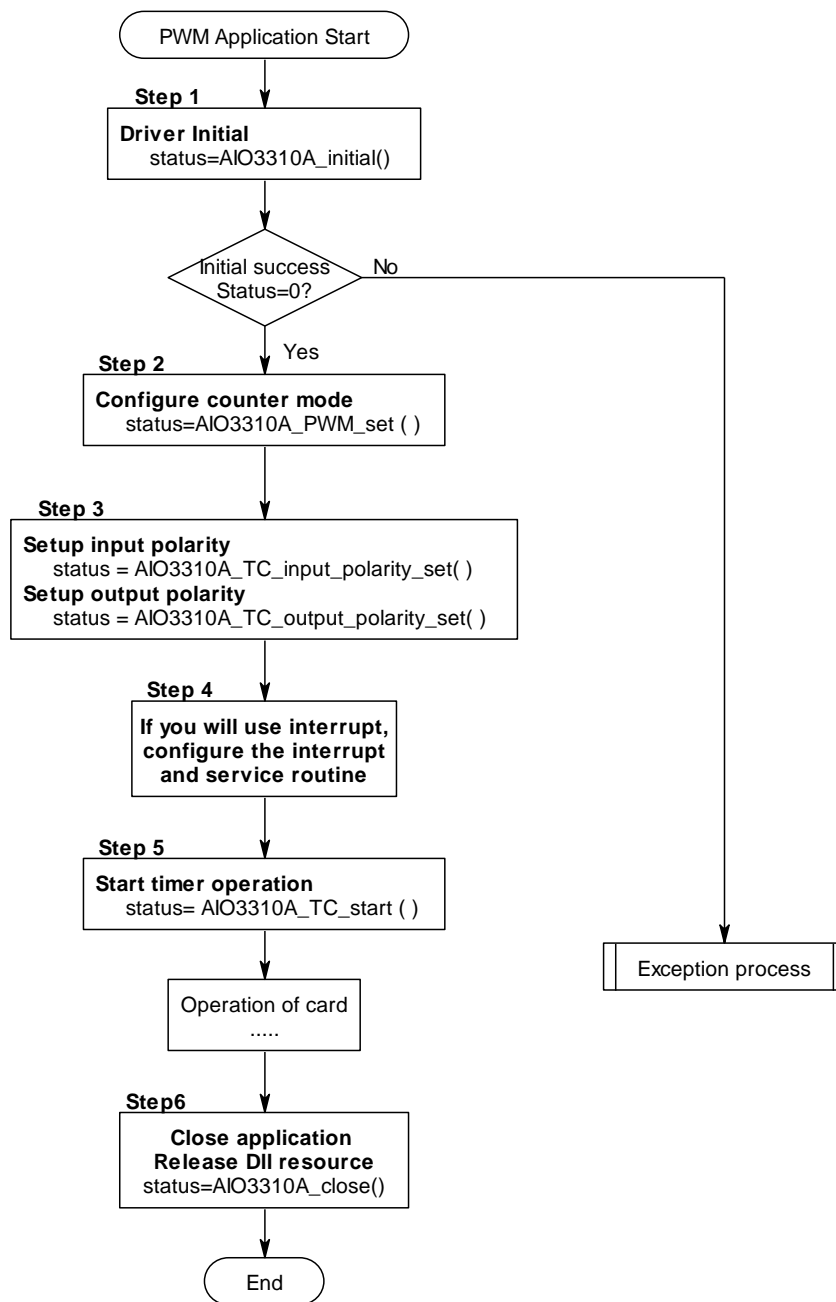 PWM Application Start
Step 1
Driver Initial
status=AIO3310A_initial()
Initial success
Status=0?
No
Yes
Step 2
Configure counter mode
status=AIO3310A_PWM_set ( )
Step 3
Setup input polarity
status = AIO3310A_TC_input_polarity_set( )
Setup output polarity
status = AIO3310A_TC_output_polarity_set( )
Step 4
If you will use interrupt,
configure the interrupt
and service routine
Step 5
Start timer operation
status= AIO3310A_TC_start ( )
Exception process
Operation of card
.....
Step6
Close application
Release Dll resource
status=AIO3310A_close()
End